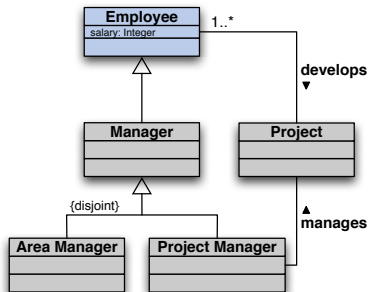 Employee
salary: Integer
1..*
develops
▼
Manager
Project
{disjoint}
▲
manages
Area Manager
Project Manager